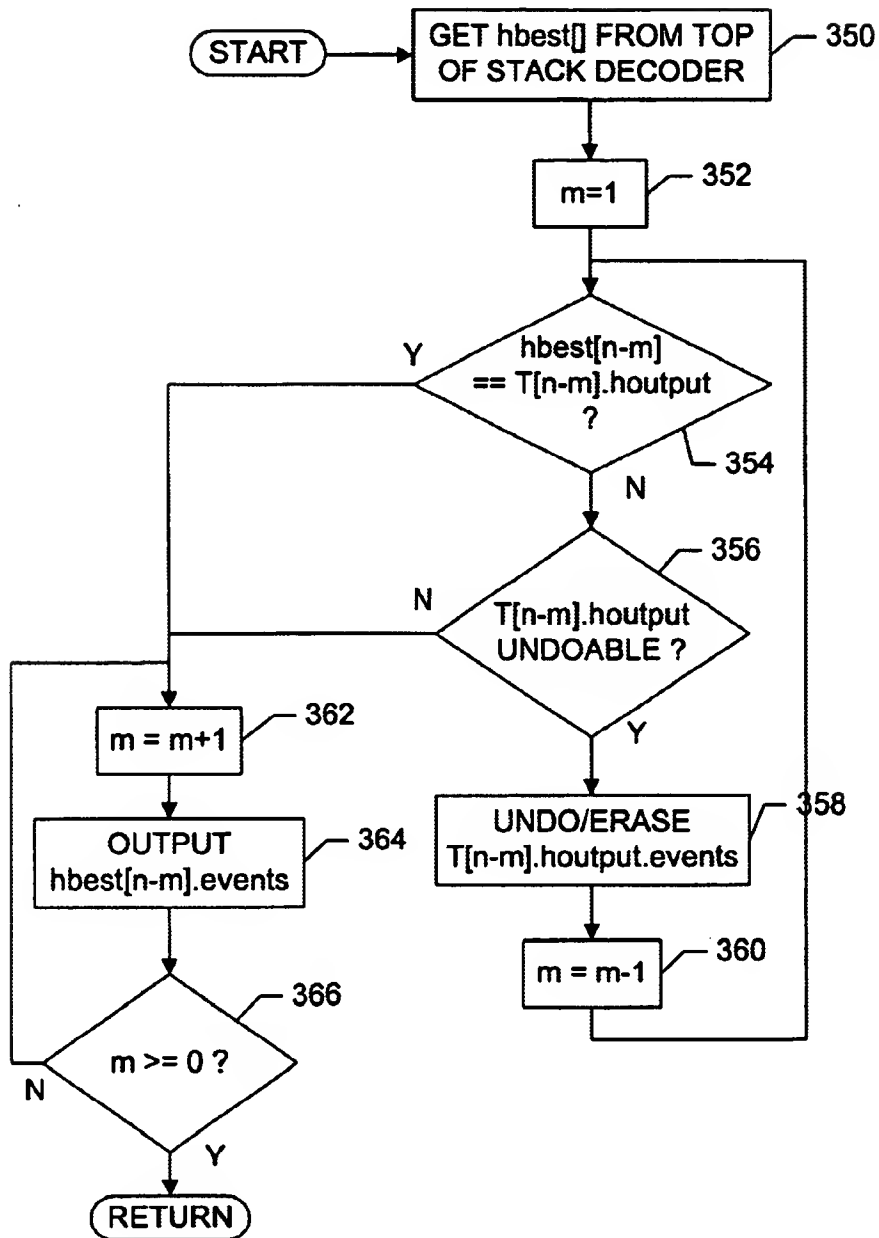 START
GET hbest[] FROM TOP
OF STACK DECODER
350
m=1
352
hbest[n-m]
== T[n-m].houtput
?
Y
354
N
356
T[n-m].houtput
UNDOABLE ?
N
Y
m = m+1
362
UNDO/ERASE
T[n-m].houtput.events
358
OUTPUT
hbest[n-m].events
364
m = m-1
360
366
m >= 0 ?
N
Y
RETURN